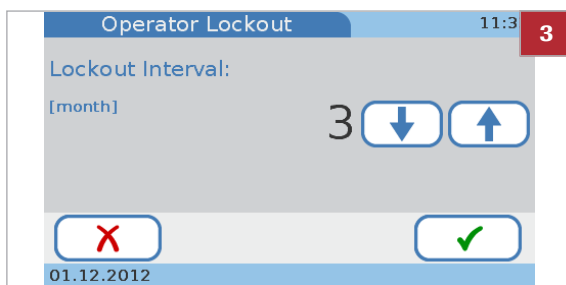 Operator Lockout 11:3
3
Lockout Interval:
[month]
3
01.12.2012